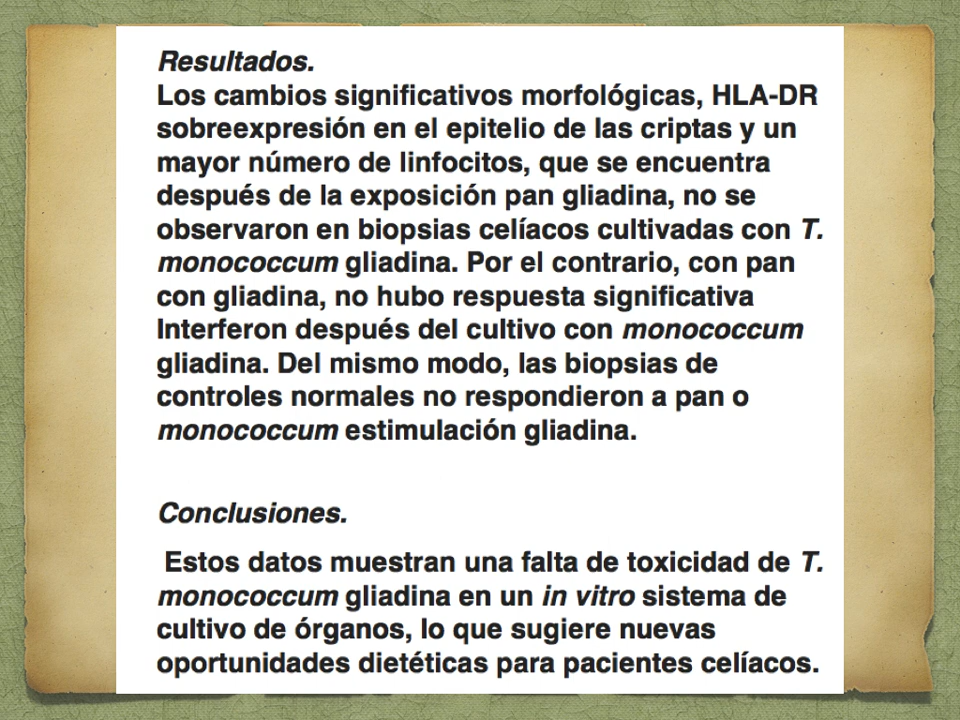 Resultados.
Los cambios significativos morfológicas, HLA-DR
sobreexpresión en el epitelio de las criptas y un
mayor número de linfocitos, que se encuentra
después de la exposición pan gliadina, no se
observaron en biopsias celíacos cultivadas con T.
monococcum gliadina. Por el contrario, con pan
con gliadina, no hubo respuesta significativa
Interferon después del cultivo con monococcum
gliadina. Del mismo modo, las biopsias de
controles normales no respondieron a pan o
monococcum estimulación gliadina.
Conclusiones.
Estos datos muestran una falta de toxicidad de T.
monococcum gliadina en un in vitro sistema de
cultivo de órganos, lo que sugiere nuevas
oportunidades dietéticas para pacientes celíacos.